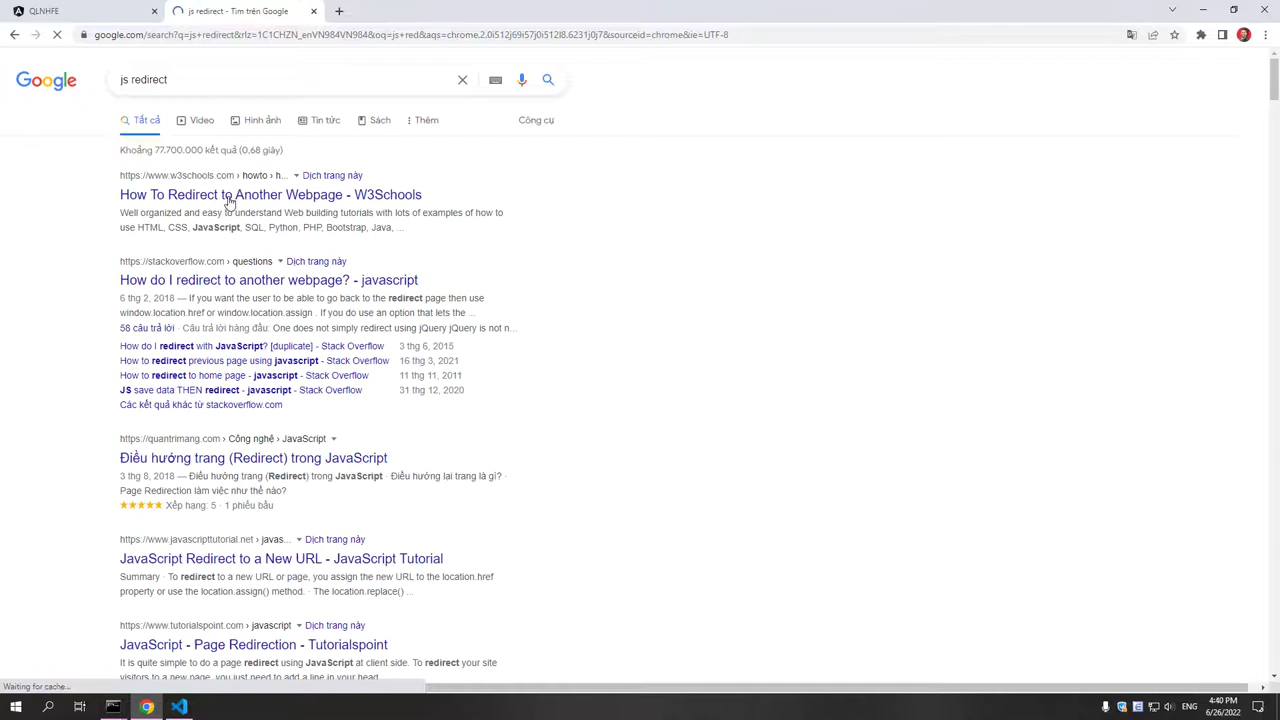 QLNHFE
js redirect - Tìm trên Google
google.com/search?q=js+redirect&rlz=1C1CHZN_enVN984VN984&oq=js+red&aqs=chrome.2.0i512j69i57j0i512l8.6231j0j7&sourceid=chrome&ie=UTF-8
Google
js redirect
Tất cả
Video
Hình ảnh
Tin tức
Sách
Thêm
Công cụ
Khoảng 77.700.000 kết quả (0,68 giây)
https://www.w3schools.com › howto › h... Dịch trang này
How To Redirect to Another Webpage - W3Schools
Well organized and easy to understand Web building tutorials with lots of examples of how to
use HTML, CSS, JavaScript, SQL, Python, PHP, Bootstrap, Java, ...
https://stackoverflow.com › questions Dịch trang này
How do I redirect to another webpage? - javascript
6 thg 2, 2018 — If you want the user to be able to go back to the redirect page then use
window.location.href or window.location.assign . If you do use an option that lets the ...
58 câu trả lời · Câu trả lời hàng đầu: One does not simply redirect using jQuery jQuery is not n...
How do I redirect with JavaScript? [duplicate] - Stack Overflow 3 thg 6, 2015
How to redirect previous page using javascript - Stack Overflow 16 thg 3, 2021
How to redirect to home page - javascript - Stack Overflow 11 thg 11, 2011
JS save data THEN redirect - javascript - Stack Overflow 31 thg 12, 2020
Các kết quả khác từ stackoverflow.com
https://quantrimang.com › Công nghệ › JavaScript
Điều hướng trang (Redirect) trong JavaScript
3 thg 8, 2018 — Điều hướng trang (Redirect) trong JavaScript · Điều hướng lại trang là gì? ·
Page Redirection làm việc như thế nào?
Xếp hạng: 5 · 1 phiếu bầu
https://www.javascripttutorial.net › javas... Dịch trang này
JavaScript Redirect to a New URL - JavaScript Tutorial
Summary · To redirect to a new URL or page, you assign the new URL to the location.href
property or use the location.assign() method. · The location.replace() ...
https://www.tutorialspoint.com › javascript Dịch trang này
JavaScript - Page Redirection - Tutorialspoint
It is quite simple to do a page redirect using JavaScript at client side. To redirect your site
visitors to a new page, you just need to add a line in your head
Waiting for cache...
ENG
4:40 PM
6/26/2022